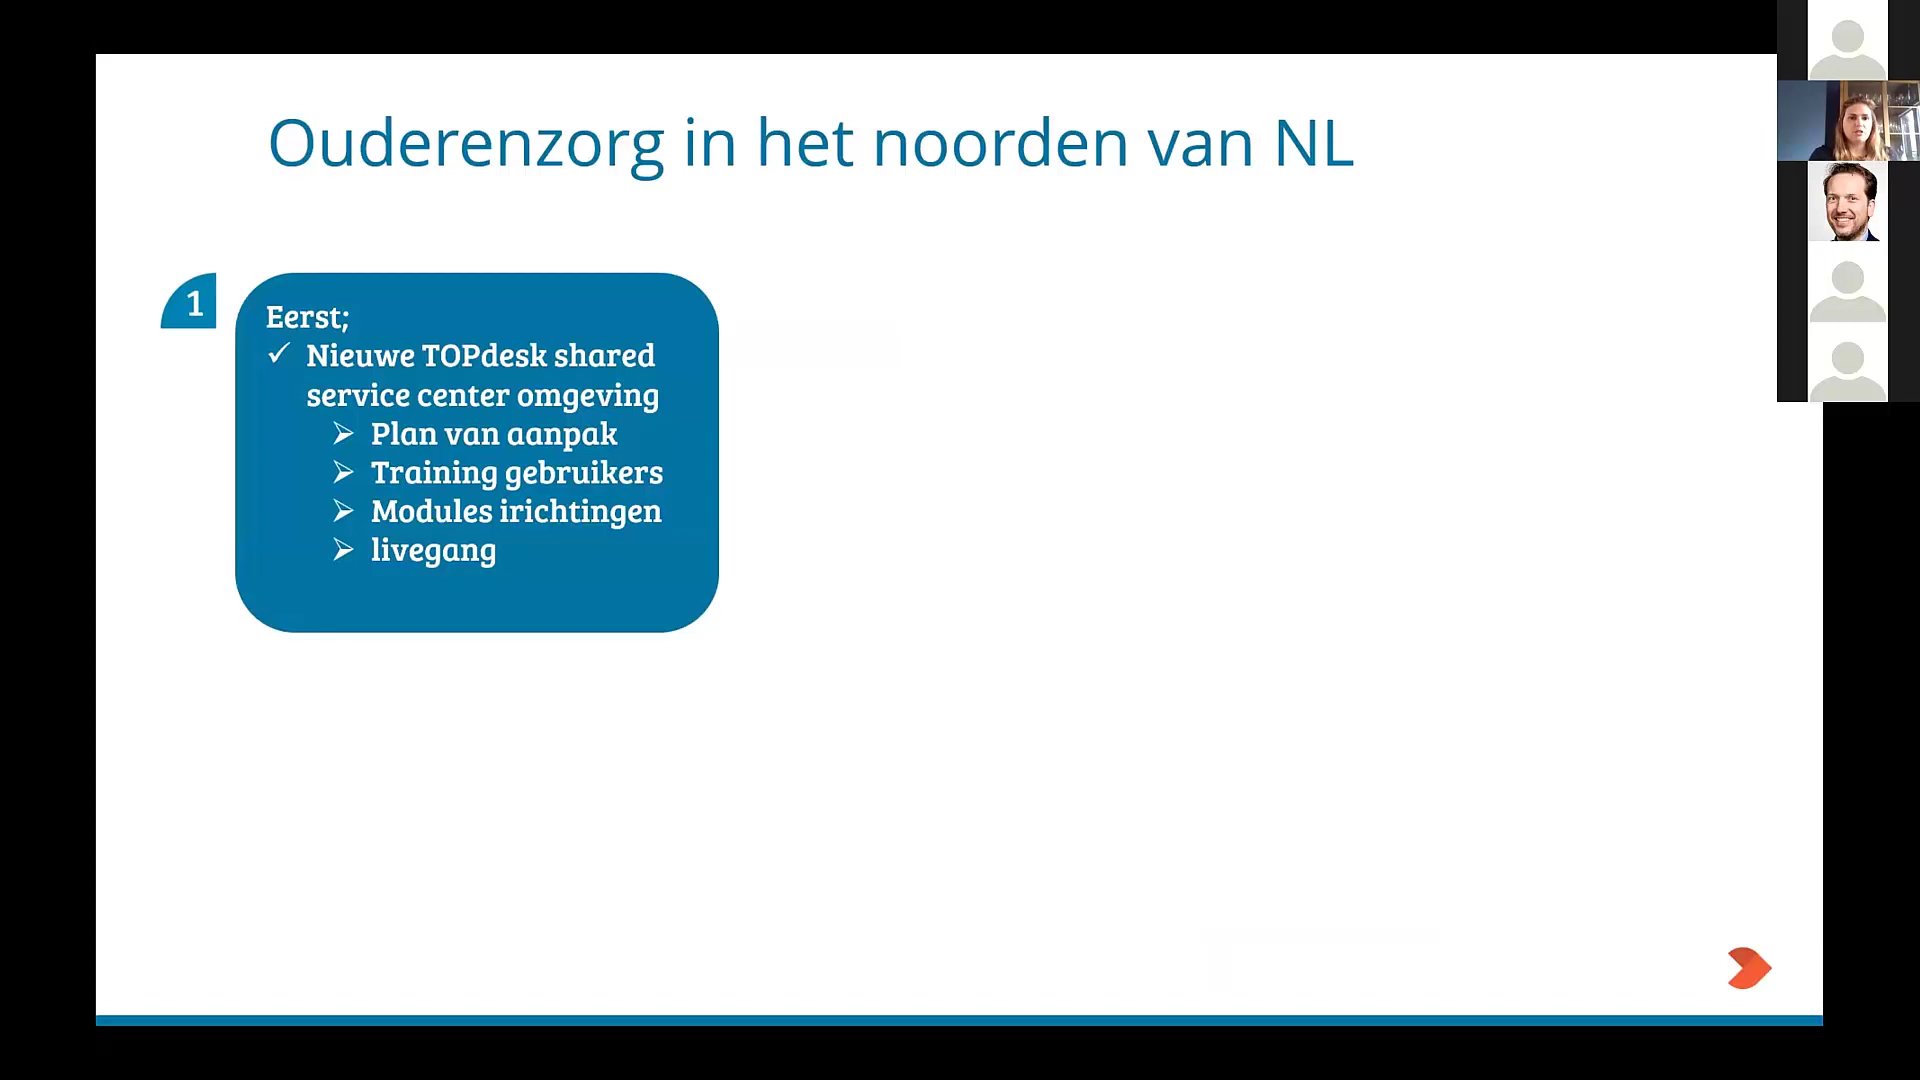 Ouderenzorg in het noorden van NL
1
Eerst;
✓ Nieuwe TOPdesk shared
service center omgeving
➢ Plan van aanpak
➢ Training gebruikers
➢ Modules irichtingen
➢ livegang